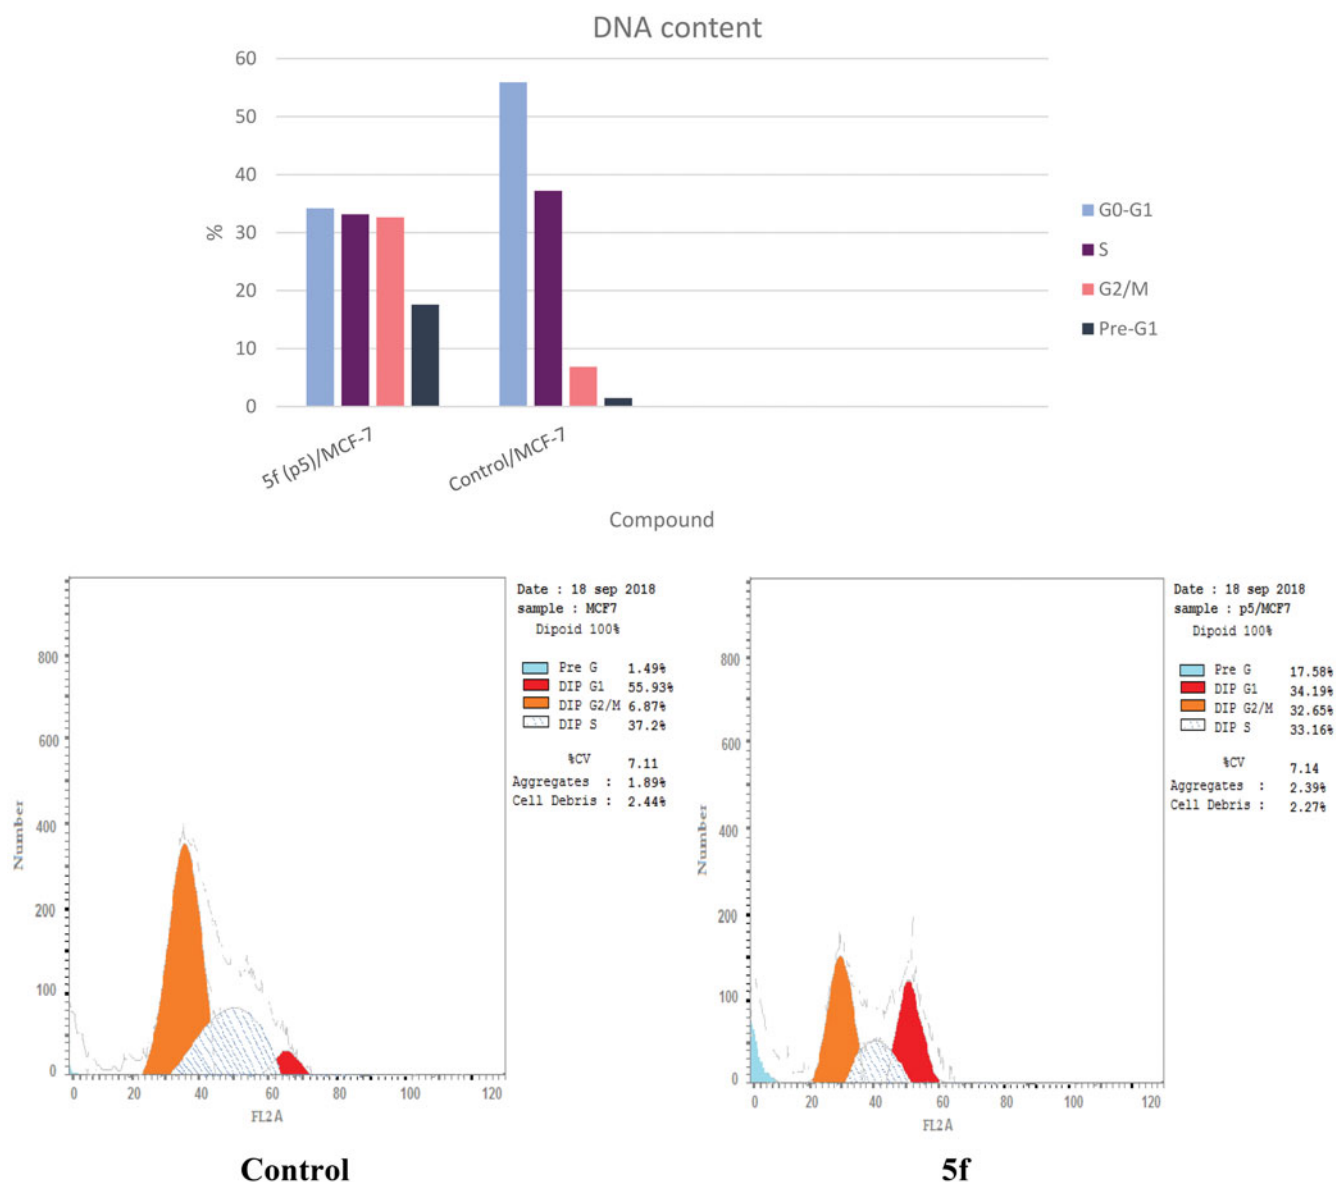 DNA content
60
50
40
30
20
10
0
%
5f (p5)/MCF-7
Control/MCF-7
Compound
G0-G1
S
G2/M
Pre-G1
Date : 18 sep 2018
sample : MCF7
Dipoid 100%
Pre G 1.49%
DIP G1 55.93%
DIP G2/M 6.87%
DIP S 37.2%
%CV 7.11
Aggregates : 1.89%
Cell Debris : 2.44%
800
600
400
200
100
0
Number
0 20 40 60 80 100 120
FL2A
Control
Date : 18 sep 2018
sample : p5/MCF7
Dipoid 100%
Pre G 17.58%
DIP G1 34.19%
DIP G2/M 32.65%
DIP S 33.16%
%CV 7.14
Aggregates : 2.39%
Cell Debris : 2.27%
800
600
400
200
100
0
Number
0 20 40 60 80 100 120
FL2A
5f